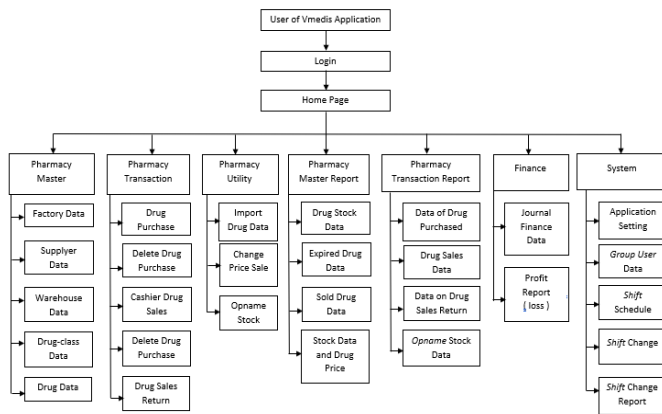 User of Vmedis Application
Login
Home Page
Pharmacy
Master
Factory Data
Supplyer
Data
Warehouse
Data
Drug-class
Data
Drug Data
Pharmacy
Transaction
Drug
Purchase
Delete Drug
Purchase
Cashier Drug
Sales
Delete Drug
Purchase
Drug Sales
Return
Pharmacy
Utility
Import
Drug Data
Change
Price Sale
Opname
Stock
Pharmacy
Master Report
Drug Stock
Data
Expired Drug
Data
Sold Drug
Data
Stock Data
and Drug
Price
Pharmacy
Transaction Report
Data of Drug
Purchased
Drug Sales
Data
Data on Drug
Sales Return
Opname Stock
Data
Finance
Journal
Finance
Data
Profit
Report
( loss )
System
Application
Setting
Group User
Data
Shift
Schedule
Shift Change
Shift Change
Report